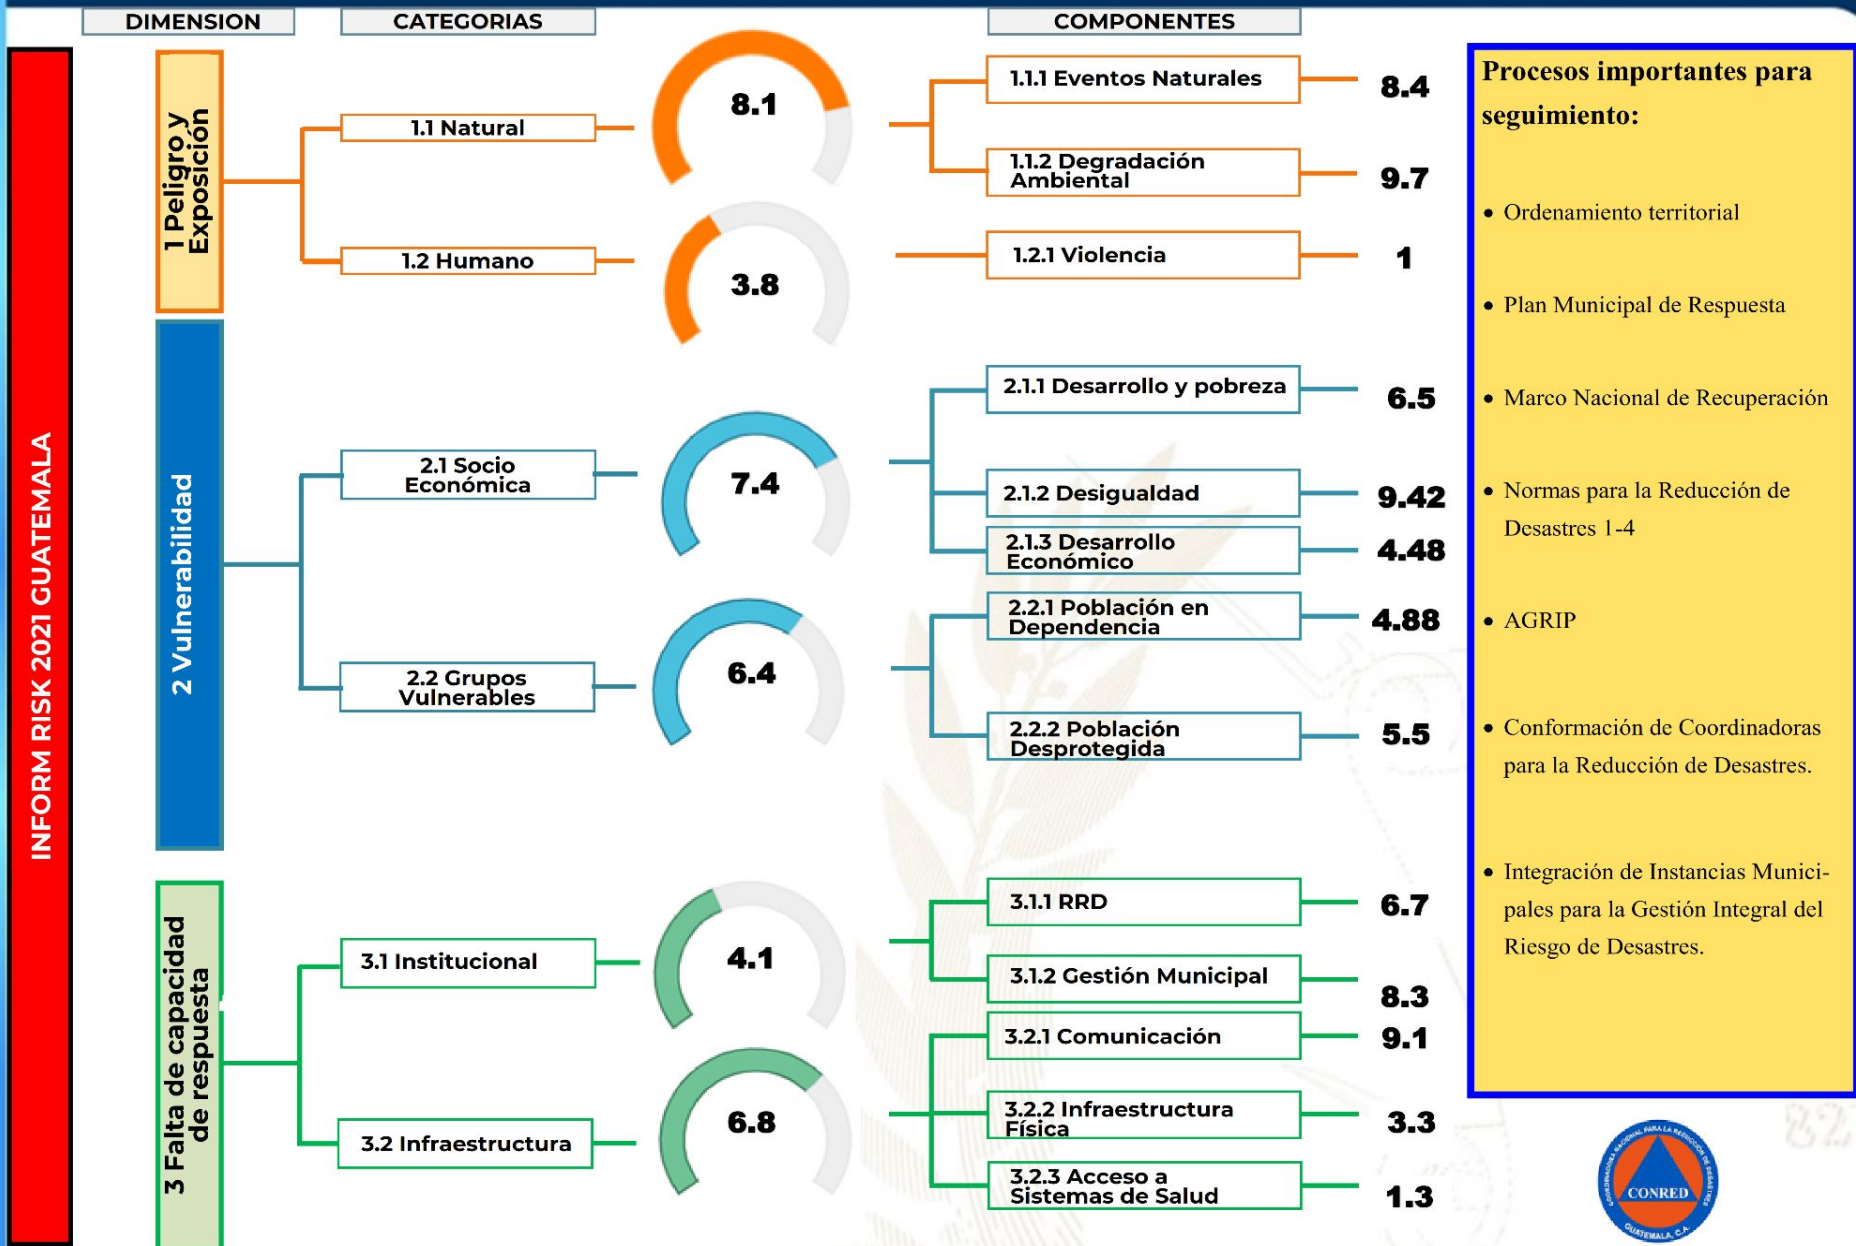 DIMENSION
CATEGORIAS
COMPONENTES
INFORM RISK 2021 GUATEMALA
1 Peligro y
Exposición
1.1 Natural
8.1
1.1.1 Eventos Naturales
8.4
1.1.2 Degradación
Ambiental
9.7
1.2 Humano
3.8
1.2.1 Violencia
1
2 Vulnerabilidad
2.1 Socio
Económica
7.4
2.1.1 Desarrollo y pobreza
6.5
2.1.2 Desigualdad
9.42
2.1.3 Desarrollo
Económico
4.48
2.2 Grupos
Vulnerables
6.4
2.2.1 Población en
Dependencia
4.88
2.2.2 Población
Desprotegida
5.5
3 Falta de capacidad
de respuesta
3.1 Institucional
4.1
3.1.1 RRD
6.7
3.1.2 Gestión Municipal
8.3
3.2 Infraestructura
6.8
3.2.1 Comunicación
9.1
3.2.2 Infraestructura
Física
3.3
3.2.3 Acceso a
Sistemas de Salud
1.3
Procesos importantes para
seguimiento:
• Ordenamiento territorial
• Plan Municipal de Respuesta
• Marco Nacional de Recuperación
• Normas para la Reducción de
Desastres 1-4
• AGRIP
• Conformación de Coordinadoras
para la Reducción de Desastres.
• Integración de Instancias Munici-
pales para la Gestión Integral del
Riesgo de Desastres.
COORDINADORA NACIONAL PARA LA REDUCCIÓN DE DESASTRES
CONRED
GUATEMALA, C.A.